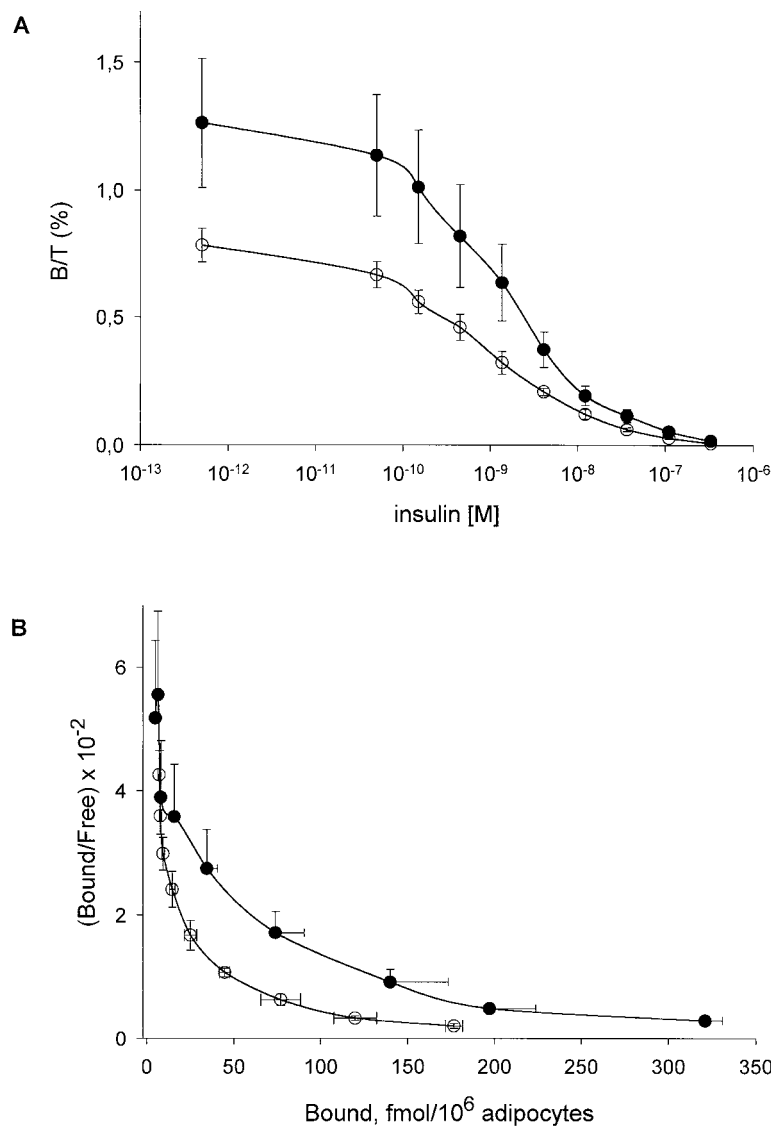 A
1,5
1,0
0,5
0,0
B/T (%)
10-13 10-12 10-11 10-10 10-9 10-8 10-7 10-6
insulin [M]
B
6
4
2
0
(Bound/Free) x 10-2
0 50 100 150 200 250 300 350
Bound, fmol/106 adipocytes